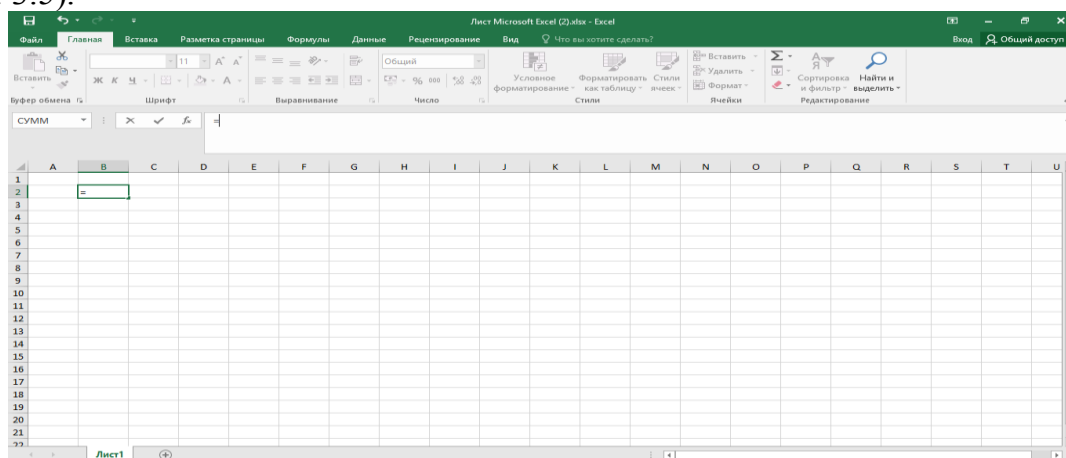 Лист Microsoft Excel (2).xlsx - Excel
Файл Главная Вставка Разметка страницы Формулы Данные Рецензирование Вид Что вы хотите сделать? Вход Общий доступ
Вставить
Ж К Ч
11
Общий
% 000
Условное форматирование
Форматировать как таблицу
Стили ячеек
Вставить
Удалить
Формат
Сортировка и фильтр
Найти и выделить
Буфер обмена Шрифт Выравнивание Число Стили Ячейки Редактирование
СУММ fx =
A B C D E F G H I J K L M N O P Q R S T U
1
2 =
3
4
5
6
7
8
9
10
11
12
13
14
15
16
17
18
19
20
21
22
Лист1